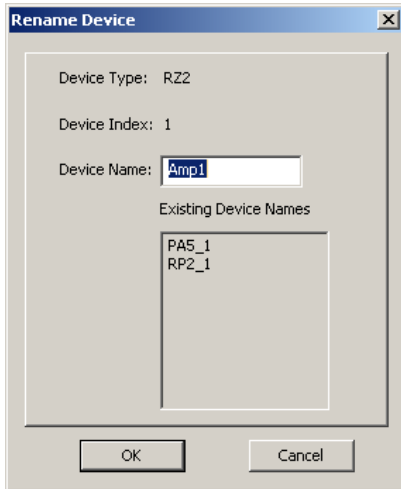 Rename Device
Device Type: RZ2
Device Index: 1
Device Name: Amp1
Existing Device Names
PA5_1
RP2_1
OK Cancel